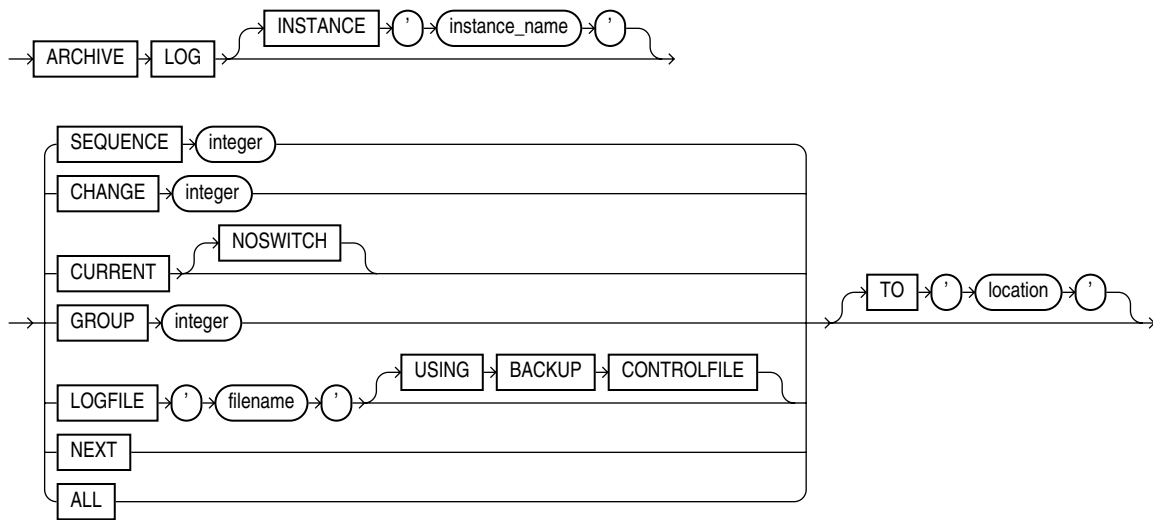 ARCHIVE LOG INSTANCE ' instance_name '
SEQUENCE integer
CHANGE integer
CURRENT NOSWITCH
GROUP integer
LOGFILE ' filename ' USING BACKUP CONTROLFILE
NEXT
ALL
TO ' location '